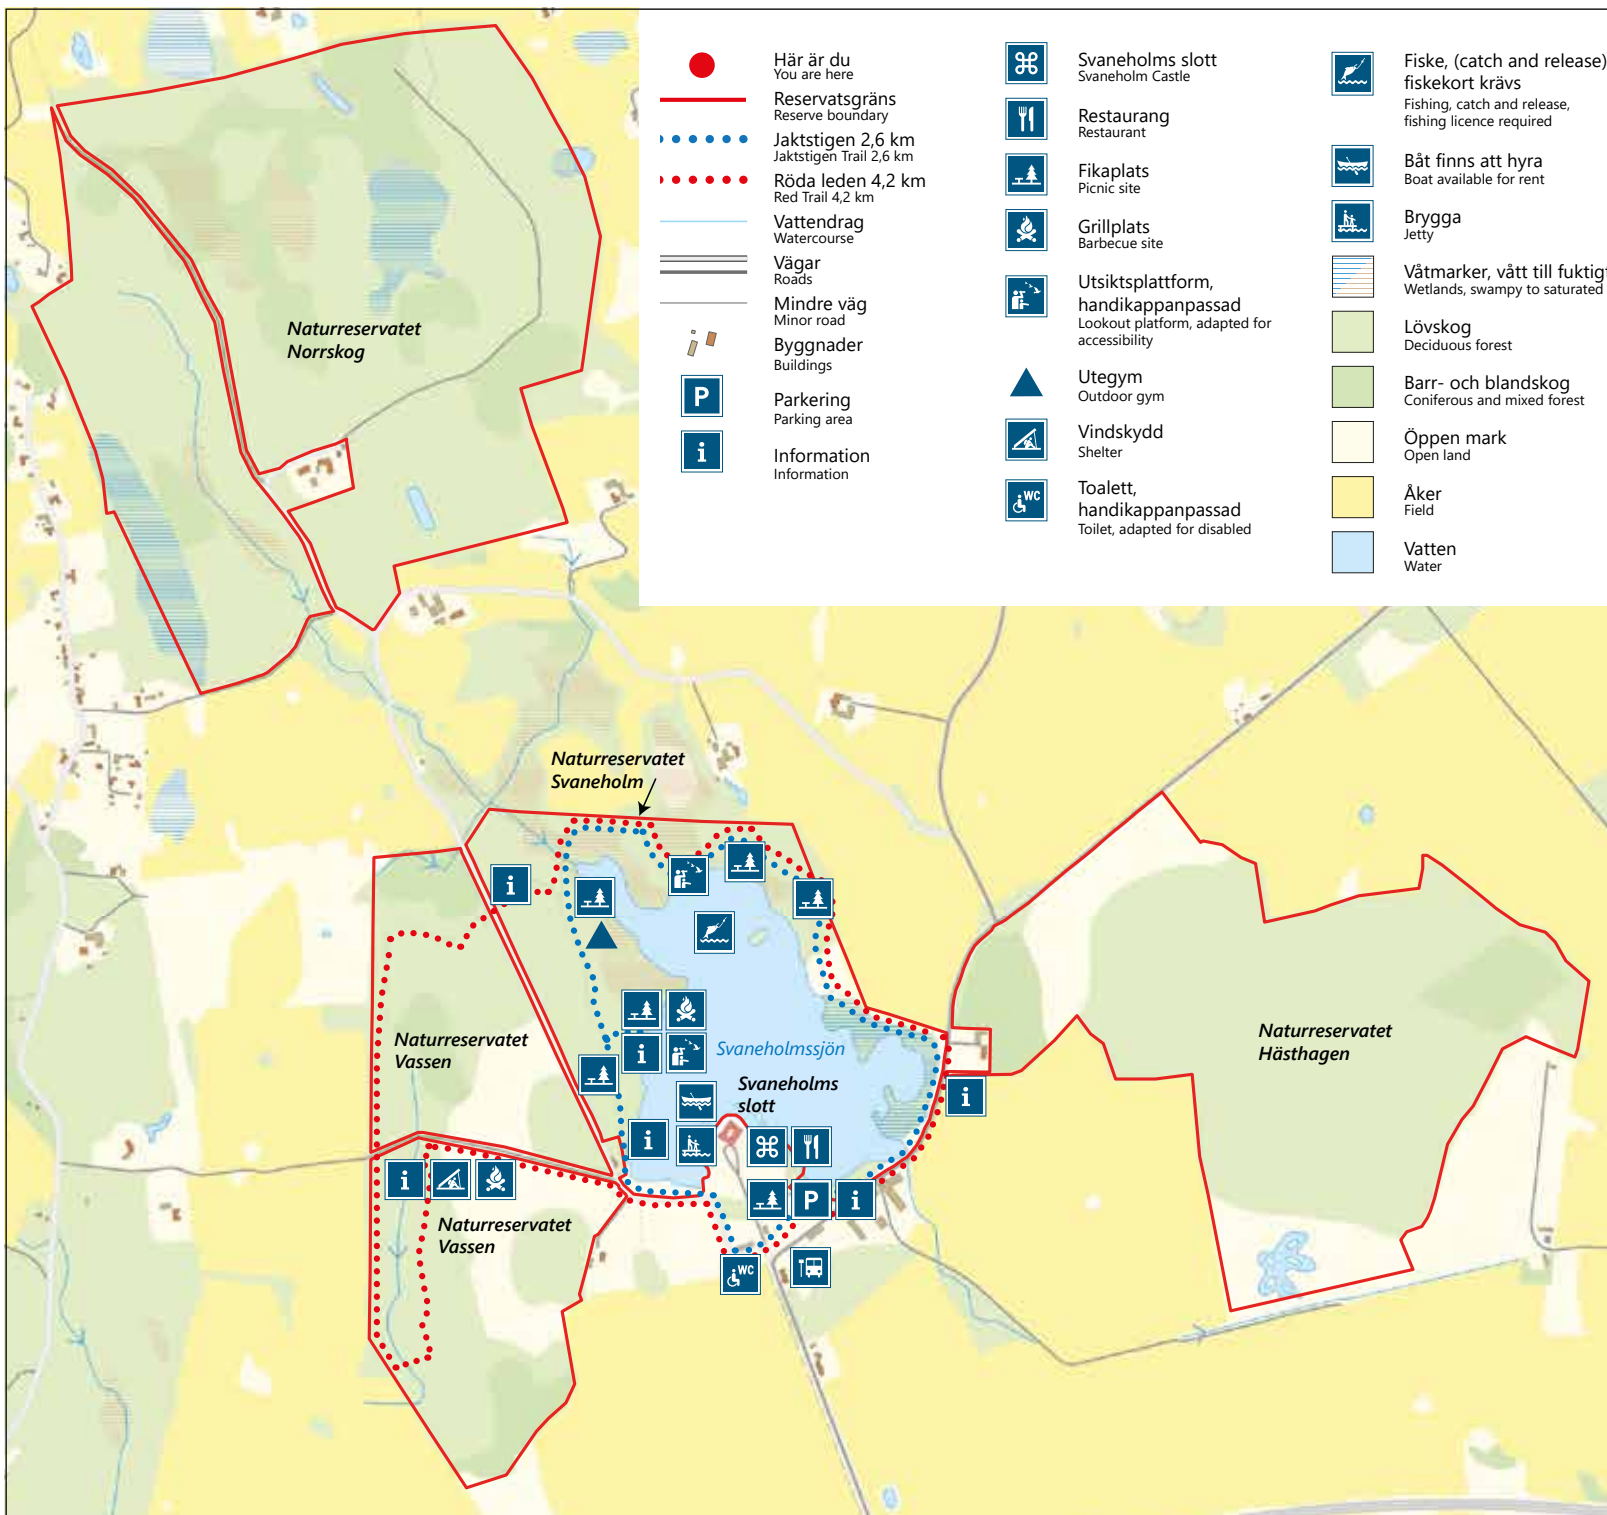 Här är du
You are here
Reservatsgräns
Reserve boundary
Jaktstigen 2,6 km
Jaktstigen Trail 2,6 km
Röda leden 4,2 km
Red Trail 4,2 km
Vattendrag
Watercourse
Vägar
Roads
Mindre väg
Minor road
Byggnader
Buildings
P
Parkering
Parking area
i
Information
Information
Svaneholms slott
Svaneholm Castle
Restaurang
Restaurant
Fikaplats
Picnic site
Grillplats
Barbecue site
Utsiktsplattform,
handikappanpassad
Lookout platform, adapted for
accessibility
Utegym
Outdoor gym
Vindskydd
Shelter
WC
Toalett,
handikappanpassad
Toilet, adapted for disabled
Fiske, (catch and release)
fiskekort krävs
Fishing, catch and release,
fishing licence required
Båt finns att hyra
Boat available for rent
Brygga
Jetty
Våtmarker, vått till fuktigt
Wetlands, swampy to saturated
Lövskog
Deciduous forest
Barr- och blandskog
Coniferous and mixed forest
Öppen mark
Open land
Åker
Field
Vatten
Water
Naturreservatet
Norrskog
Naturreservatet
Svaneholm
i
Naturreservatet
Vassen
i
Svaneholmssjön
Naturreservatet
Hästhagen
Svaneholms
slott
i
i
i
P
i
Naturreservatet
Vassen
WC